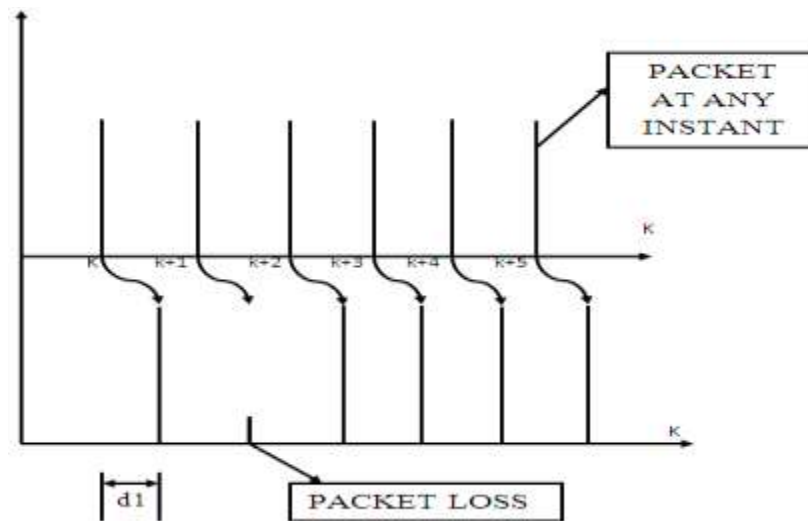 PACKET
AT ANY
INSTANT
K
K
k+1
k+2
k+3
k+4
k+5
K
d1
PACKET LOSS